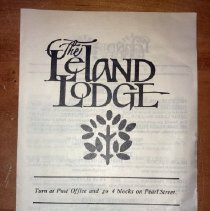 The
Leland
Lodge
Turn at Post Office and go 4 blocks on Pearl Street.